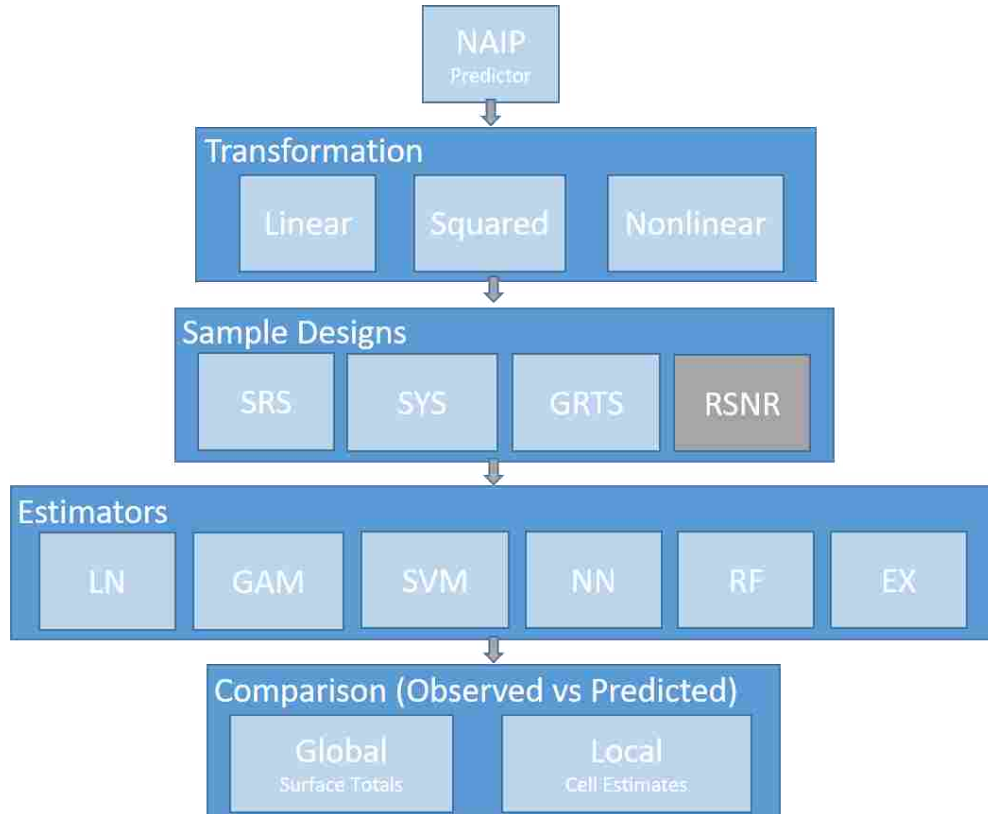 NAIP
Predictor
Transformation
Linear Squared Nonlinear
Sample Designs
SRS SYS GRTS RSNR
Estimators
LN GAM SVM NN RF EX
Comparison (Observed vs Predicted)
Global Local
Surface Totals Cell Estimates